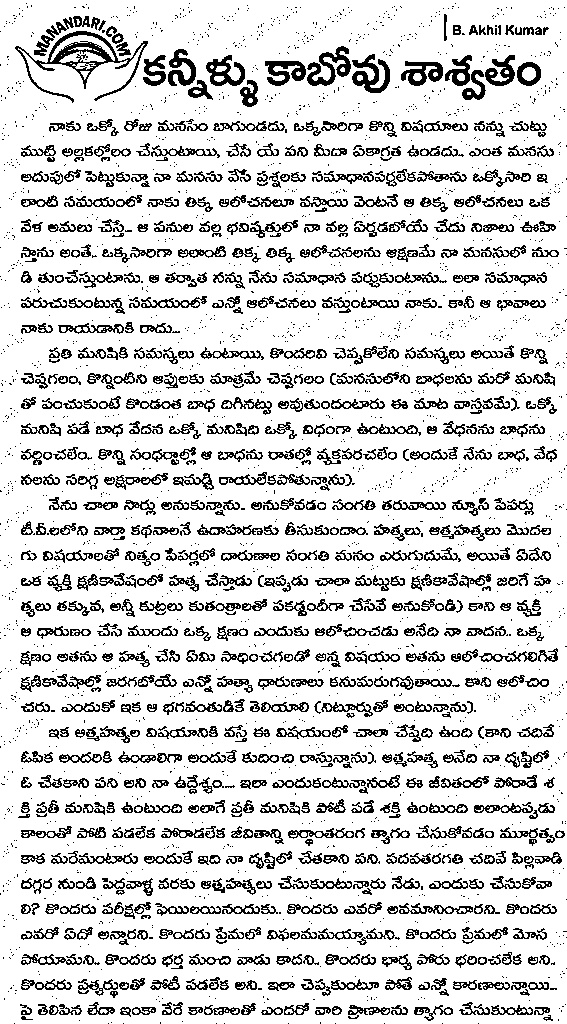 MANANDARI.COM
B. Akhil Kumar
కన్నీళ్ళు కాబోవు శాశ్వతం
నాకు ఒక్కో రోజు మనసేం బాగుండదు, ఒక్కసారిగా కొన్ని విషయాలు నన్ను చుట్టు
ముట్టి అల్లకల్లోలం చేస్తుంటాయి, చేసే యే పని మీదా ఏకాగ్రత ఉండదు.. ఎంత మనసు
అదుపులో పెట్టుకున్నా నా మనసు వేసే ప్రశ్నలకు సమాధానపర్చలేకపోతాను ఒక్కోసారి ఇ
లాంటి సమయంలో నాకు తిక్క ఆలోచనలూ వస్తాయి వెంటనే ఆ తిక్క ఆలోచనలు ఒక
వేళ అమలు చేస్తే... ఆ పనుల వల్ల భవిష్యత్తులో నా వల్ల ఏర్పడబోయే చేదు నిజాలు ఊహి
స్తాను అంతే.. ఒక్కసారిగా అలాంటి తిక్క తిక్క ఆలోచనలను ఆక్షణమే నా మనసులో నుం
డి తుంచేస్తుంటాను. ఆ తర్వాత నన్ను నేను సమాధాన పర్చుకుంటాను... అలా సమాధాన
పరుచుకుంటున్న సమయంలో ఎన్నో ఆలోచనలు వస్తుంటాయి నాకు.. కానీ ఆ భావాలు
నాకు రాయడానికి రాదు...
ప్రతి మనిషికి సమస్యలు ఉంటాయి, కొందరివి చెప్పుకోలేని సమస్యలు అయితే కొన్ని
చెప్పగలం, కొన్నింటిని ఆప్తులకు మాత్రమే చెప్పగలం (మనసులోని బాధలను మరో మనిషి
తో పంచుకుంటే కొండంత బాధ దిగినట్టు అవుతుందంటారు ఈ మాట వాస్తవమే). ఒక్కో
మనిషి పడే బాధ వేదన ఒక్కో మనిషిది ఒక్కో విధంగా ఉంటుంది, ఆ వేధనను బాధను
వర్ణించలేం.. కొన్ని సంధర్భాల్లో ఆ బాధను రాతల్లో వ్యక్తపరచలేం (అందుకే నేను బాధ, వేధ
నలను సరిగ్గ అక్షరాలలో ఇమడ్చి రాయలేకపోతున్నాను).
నేను చాలా సార్లు అనుకున్నాను.. అనుకోవడం సంగతి తరువాయి న్యూస్ పేపర్లు
టీ.వీ.లలోని వార్తా కథనాలనే ఉదాహరణకు తీసుకుందాం. హత్యలు, ఆత్మహత్యలు మొదల
గు విషయాలతో నిత్యం పేపర్లలో దారుణాల సంగతి మనం ఎరుగుదుమే, అయితే ఏదేని
ఒక వ్యక్తి క్షణికావేషంలో హత్య చేస్తాడు (ఇప్పుడు చాలా మట్టుకు క్షణికావేషాల్లో జరిగే హ
త్యలు తక్కువ, అన్నీ కుట్రలు కుతంత్రాలతో పకడ్బందీగా చేసేవే అనుకోండి) కాని ఆ వ్యక్తి
ఆ ధారుణం చేసే ముందు ఒక్క క్షణం ఎందుకు ఆలోచించడు అనేది నా వాదన.. ఒక్క
క్షణం అతను ఆ హత్య చేసి ఏమి సాధించగలడో అన్న విషయం అతను ఆలోచించగలిగితే
క్షణికావేషాల్లో జరగబోయే ఎన్నో హత్యా ధారుణాలు కనుమరుగవుతాయి... కాని ఆలోచిం
చరు.. ఎందుకో ఇక ఆ భగవంతుడికే తెలియాలి (నిట్టూర్పుతో అంటున్నాను).
ఇక ఆత్మహత్యల విషయానికి వస్తే ఈ విషయంలో చాలా చెప్పేది ఉంది (కాని చదివే
ఓపిక అందరికి ఉండాలిగా అందుకే కుదించి రాస్తున్నాను). అత్మహత్య అనేది నా దృష్టిలో
ఓ చేతకాని పని అని నా ఉద్దేశ్యం.... ఇలా ఎందుకంటున్నానంటే ఈ జీవితంలో పోరాడే శ
క్తి ప్రతీ మనిషికి ఉంటుంది అలాగే ప్రతీ మనిషికి పోటీ పడే శక్తి ఉంటుంది అలాంటప్పుడు
కాలంతో పోటి పడలేక పోరాడలేక జీవితాన్ని అర్థాంతరంగ త్యాగం చేసుకోవడం మూర్ఖత్వం
కాక మరేమంటారు అందుకే ఇది నా దృష్టిలో చేతకాని పని. పదవతరగతి చదివే పిల్లవాడి
దగ్గర నుండి పెద్దవాళ్ళ వరకు ఆత్మహత్యలు చేసుకుంటున్నారు నేడు, ఎందుకు చేసుకోవా
లి? కొందరు పరీక్షల్లో ఫెయిలయినందుకు.. కొందరు ఎవరో అవమానించారని.. కొందరు
ఎవరో ఏదో అన్నారని.. కొందరు ప్రేమలో విఫలమమయ్యామని.. కొందరు ప్రేమలో మోస
పోయామని.. కొందరు భర్త మంచి వాడు కాదని.. కొందరు భార్య పోరు భరించలేక అని..
కొందరు ప్రత్యర్థులతో పోటీ పడలేక అని.. ఇలా చెప్పకుంటూ పోతే ఎన్నో కారణాలున్నాయి...
పై తెలిపిన లేదా ఇంకా వేరే కారణాలతో ఎందరో వారి ప్రాణాలను త్యాగం చేసుకుంటున్నా